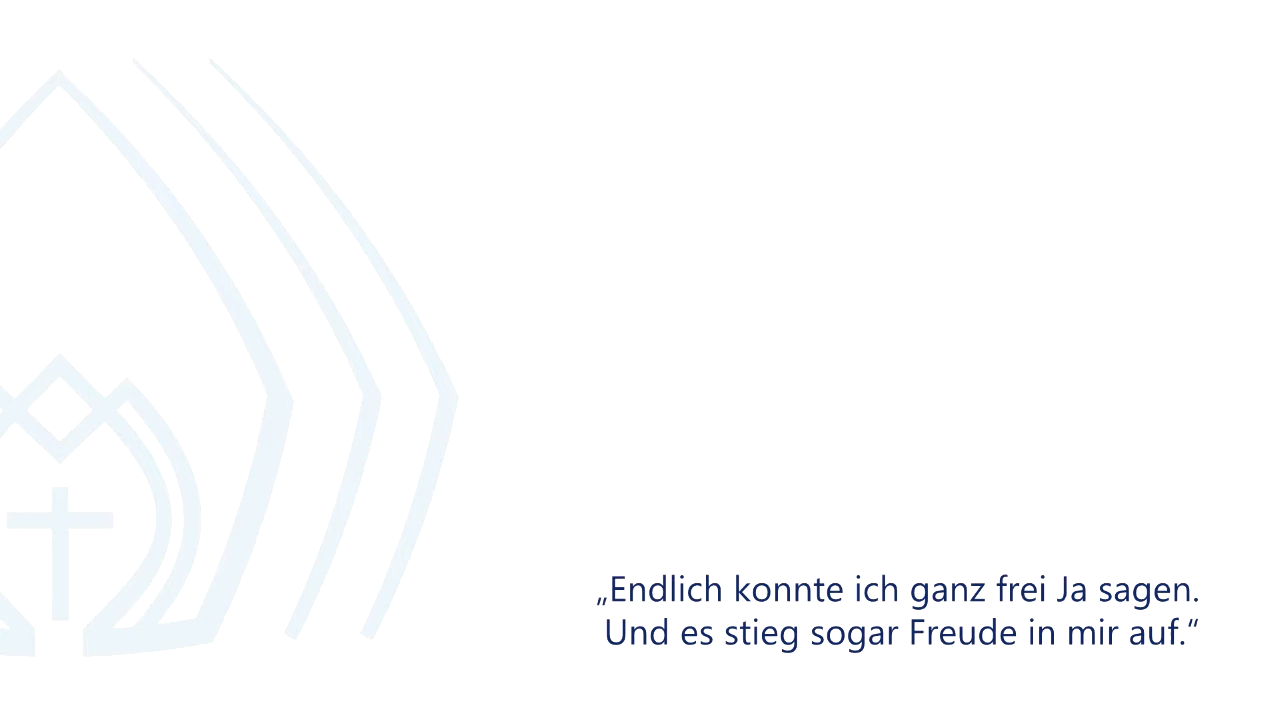 „Endlich konnte ich ganz frei Ja sagen.
Und es stieg sogar Freude in mir auf.“